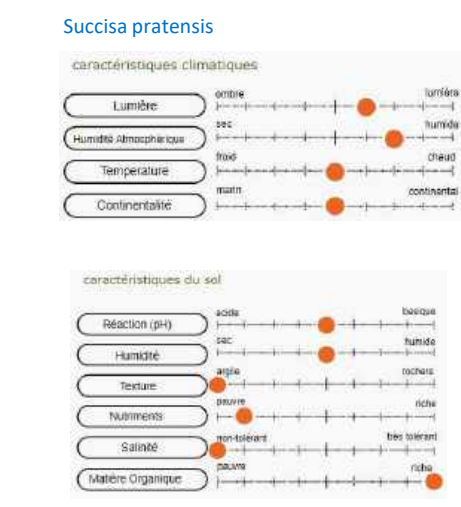 Succisa pratensis
caractéristiques climatiques
ombre lumière
Lumière
sec humide
Humidité Atmosphérique
froid chaud
Température
marin continental
Continentalité
caractéristiques du sol
acide basique
Réaction (pH)
sec humide
Humidité
argile rochers
Texture
pauvre riche
Nutriments
non-tolérant très tolérant
Salinité
pauvre riche
Matière Organique